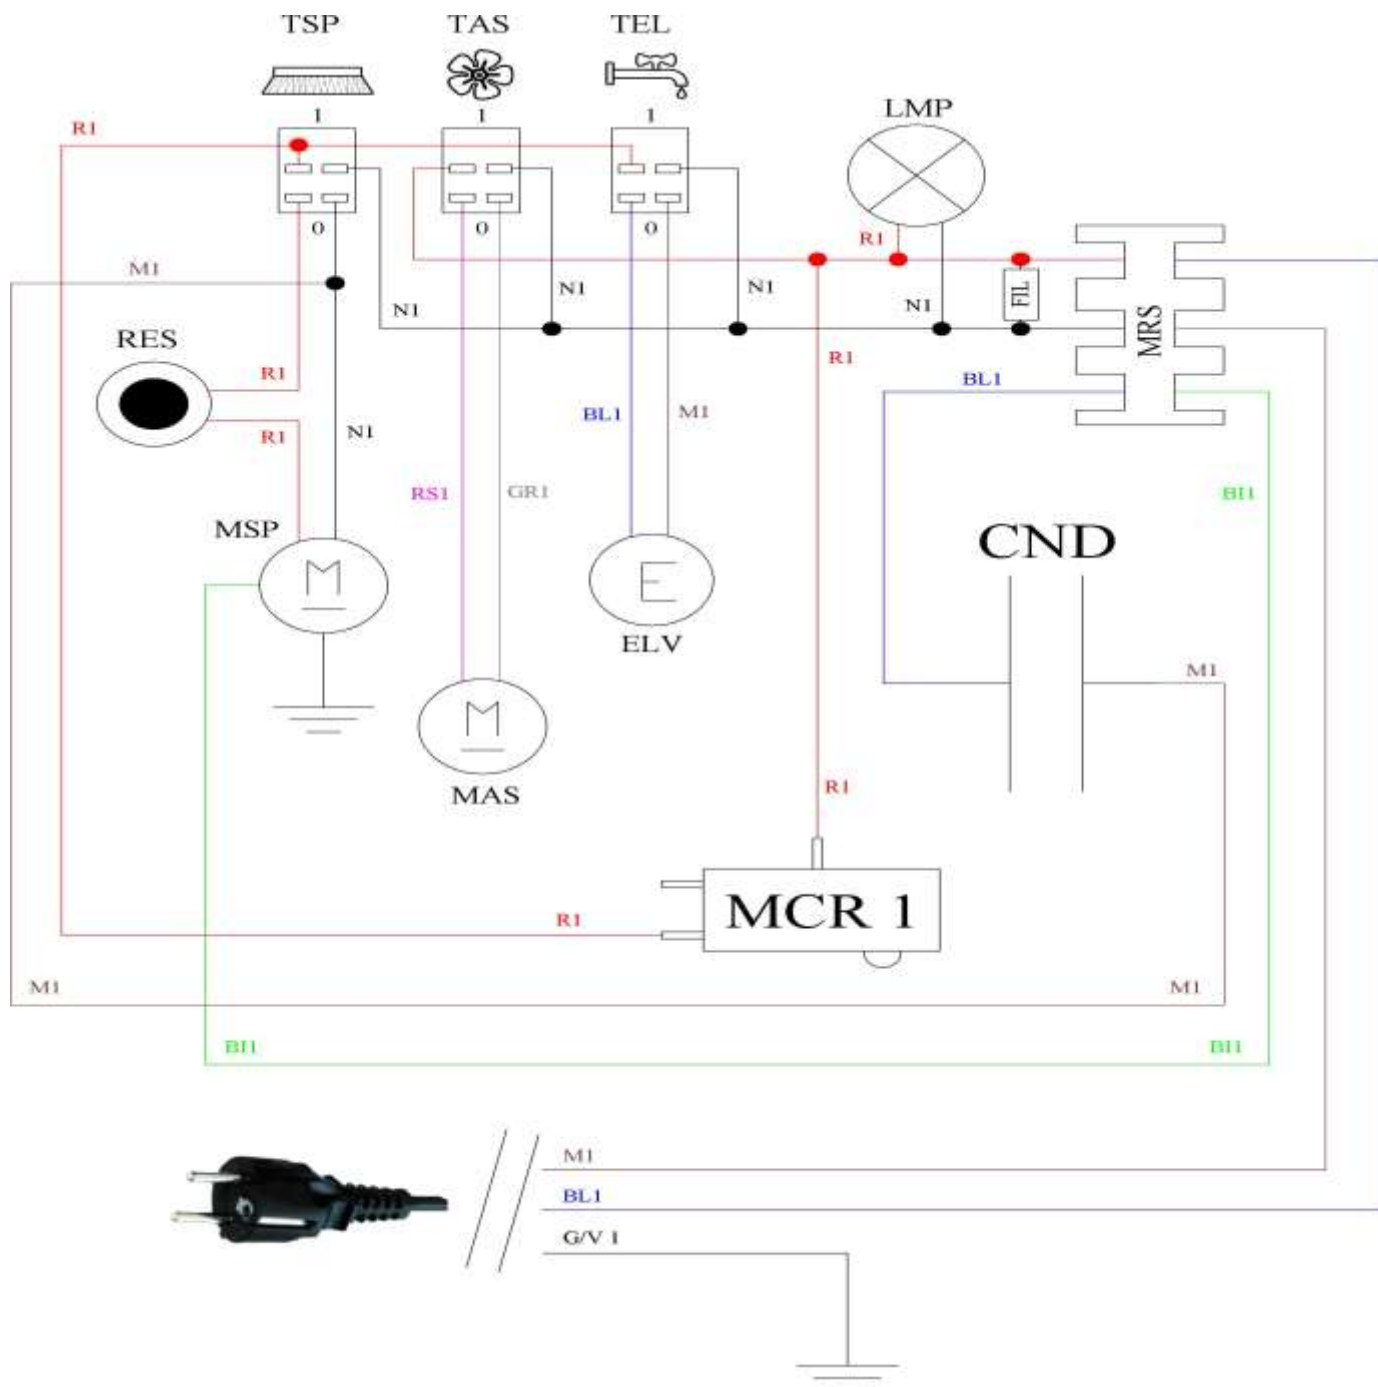 TSP TAS TEL
LMP
1 1 1
R1
0 0 0
R1
M1
N1 N1 N1 N1
FIL
MRS
RES
R1
R1
BL1
R1
N1
BL1 M1
RS1 GR1
BI1
MSP
CND
M
E
ELV
M1
M
MAS
R1
MCR 1
R1
M1 M1
BI1 BI1
M1
BL1
G/V 1